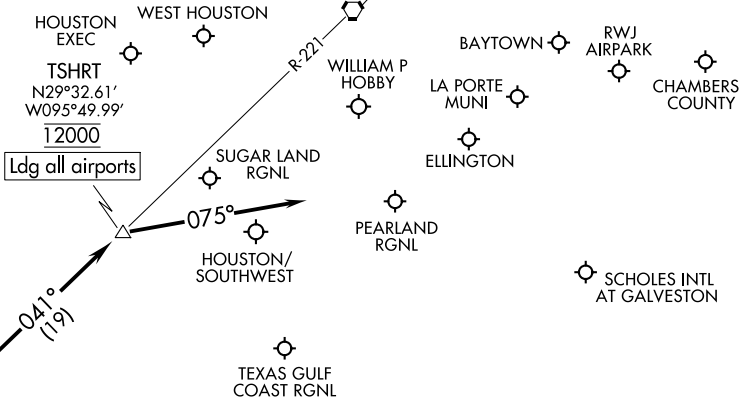 HOUSTON
EXEC
WEST HOUSTON
TSHRT
N29°32.61'
W095°49.99'
12000
Ldg all airports
R-221
WILLIAM P
HOBBY
BAYTOWN
RWJ
AIRPARK
CHAMBERS
COUNTY
LA PORTE
MUNI
ELLINGTON
SUGAR LAND
RGNL
075°
HOUSTON/
SOUTHWEST
PEARLAND
RGNL
SCHOLES INTL
AT GALVESTON
041°
(19)
TEXAS GULF
COAST RGNL